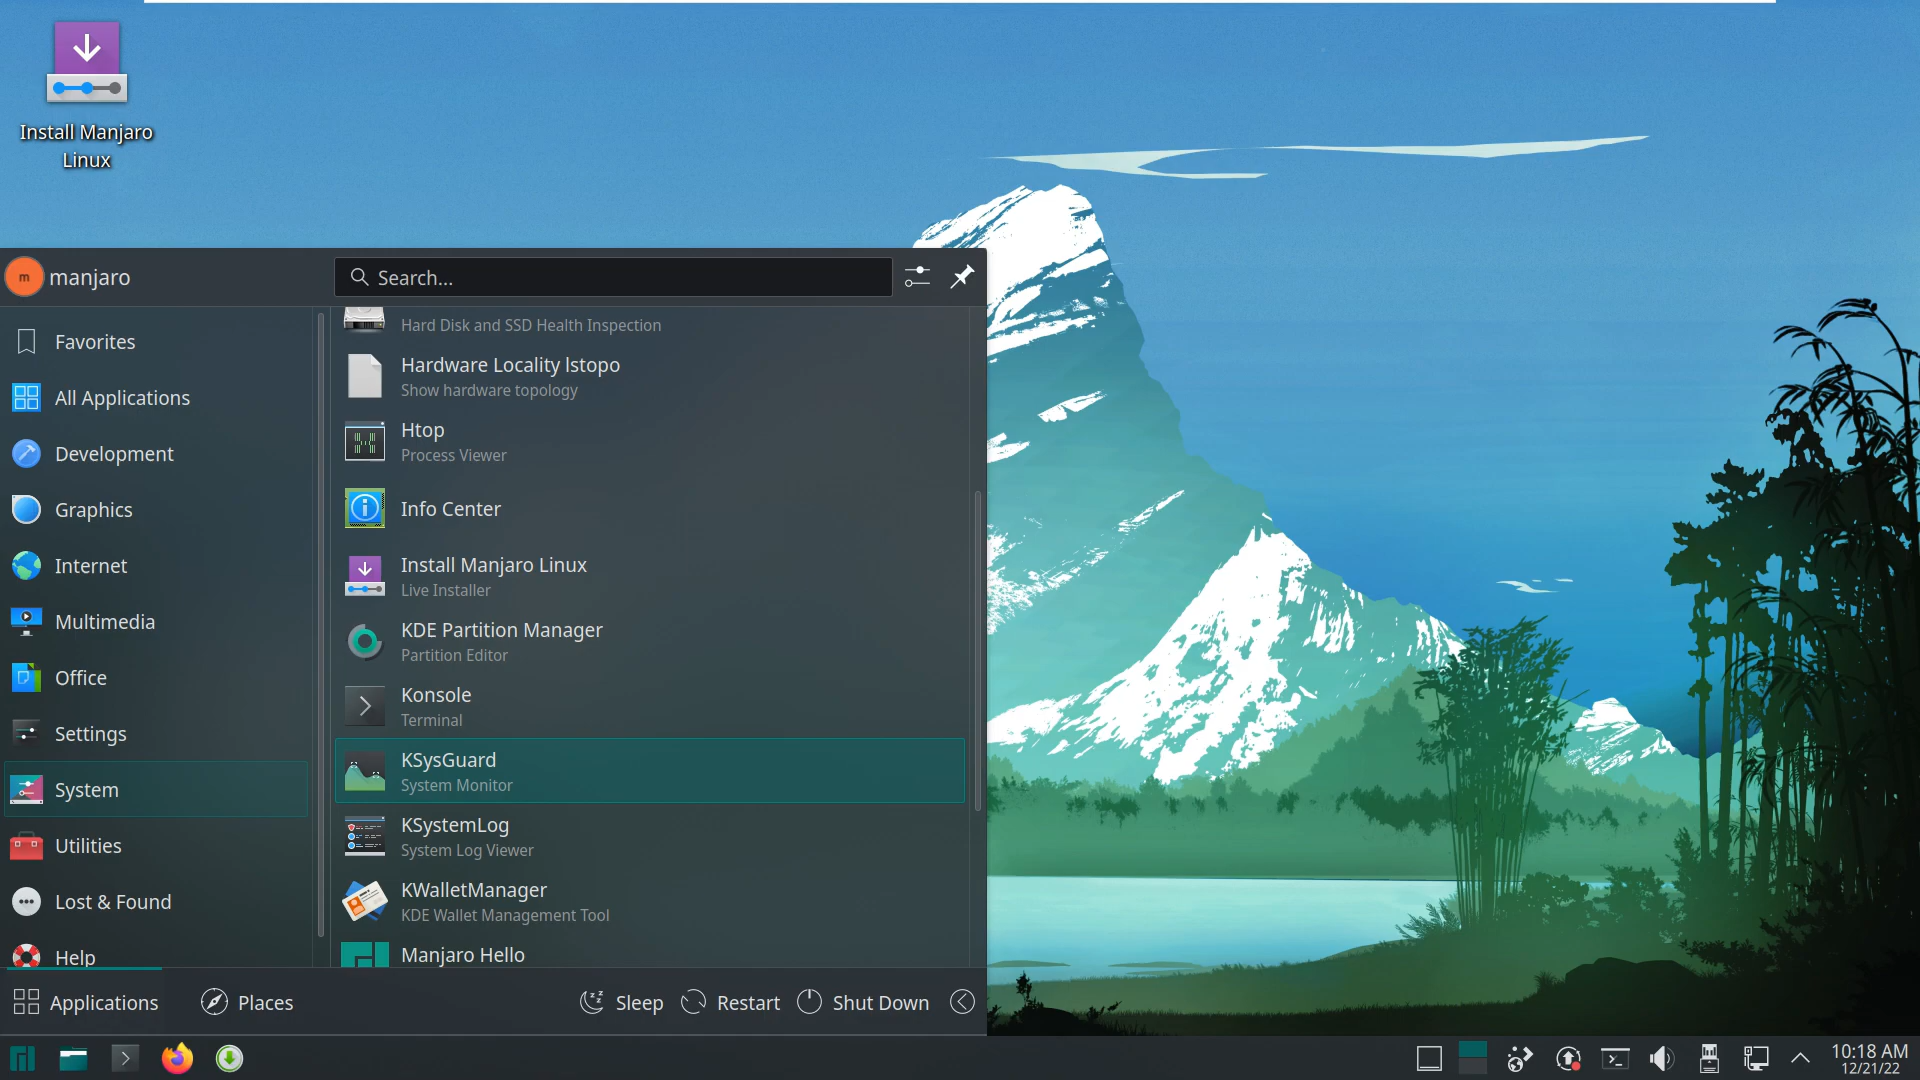 Install Manjaro
Linux
m
manjaro
Search...
Favorites
All Applications
Development
Graphics
Internet
Multimedia
Office
Settings
System
Utilities
Lost & Found
Help
Hard Disk and SSD Health Inspection
Hardware Locality lstopo
Show hardware topology
Htop
Process Viewer
Info Center
Install Manjaro Linux
Live Installer
KDE Partition Manager
Partition Editor
Konsole
Terminal
KSysGuard
System Monitor
KSystemLog
System Log Viewer
KWalletManager
KDE Wallet Management Tool
Manjaro Hello
Applications
Places
Sleep
Restart
Shut Down
10:18 AM
12/21/22